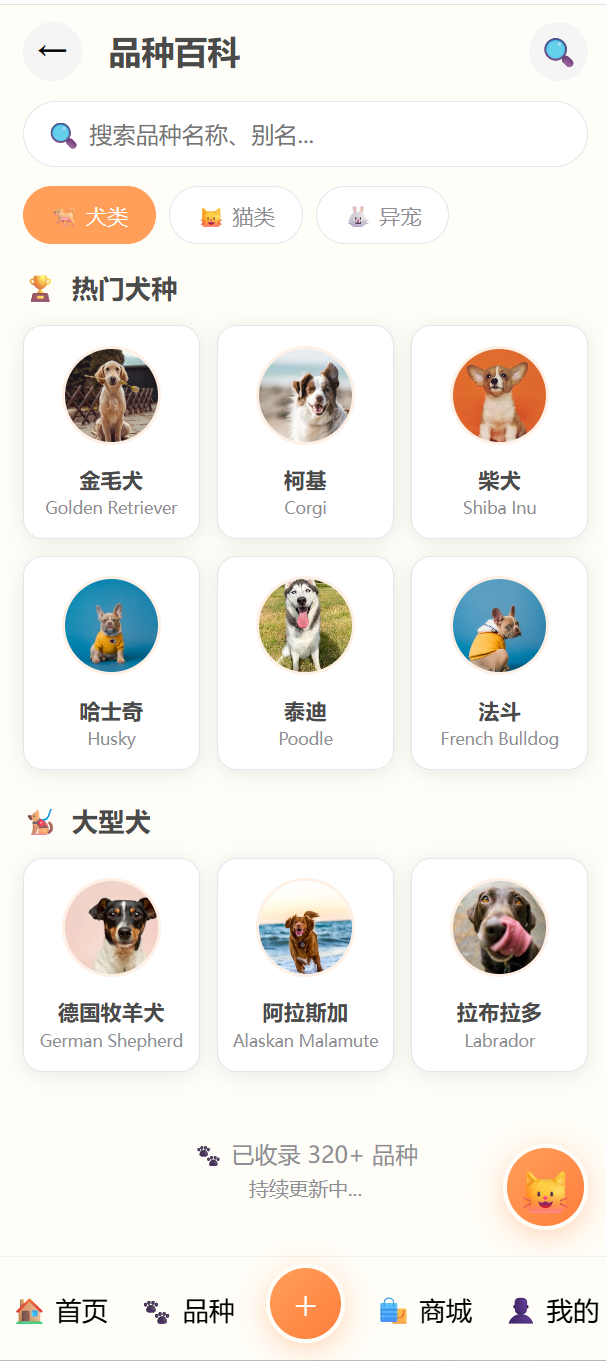 ← 品种百科
搜索品种名称、别名...
犬类 猫类 异宠
热门犬种
金毛犬 柯基 柴犬
Golden Retriever Corgi Shiba Inu
哈士奇 泰迪 法斗
Husky Poodle French Bulldog
大型犬
德国牧羊犬 阿拉斯加 拉布拉多
German Shepherd Alaskan Malamute Labrador
已收录 320+ 品种
持续更新中...
首页 品种 + 商城 我的